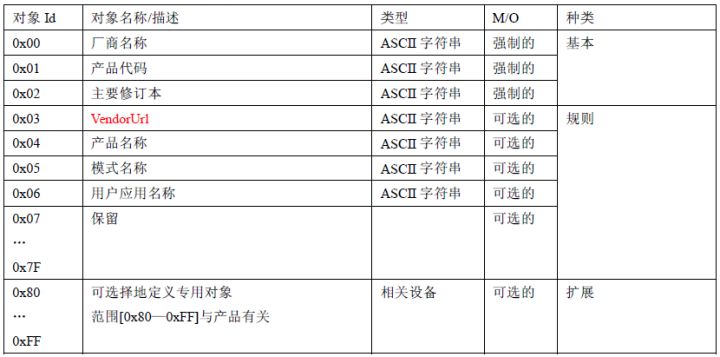 对象 Id 对象名称/描述 类型 M/O 种类
0x00 厂商名称 ASCII 字符串 强制的 基本
0x01 产品代码 ASCII 字符串 强制的
0x02 主要修订本 ASCII 字符串 强制的
0x03 VendorUrl ASCII 字符串 可选的 规则
0x04 产品名称 ASCII 字符串 可选的
0x05 模式名称 ASCII 字符串 可选的
0x06 用户应用名称 ASCII 字符串 可选的
0x07 保留 可选的
…
0x7F
0x80 可选择地定义专用对象 相关设备 可选的 扩展
… 范围[0x80—0xFF]与产品有关
0xFF